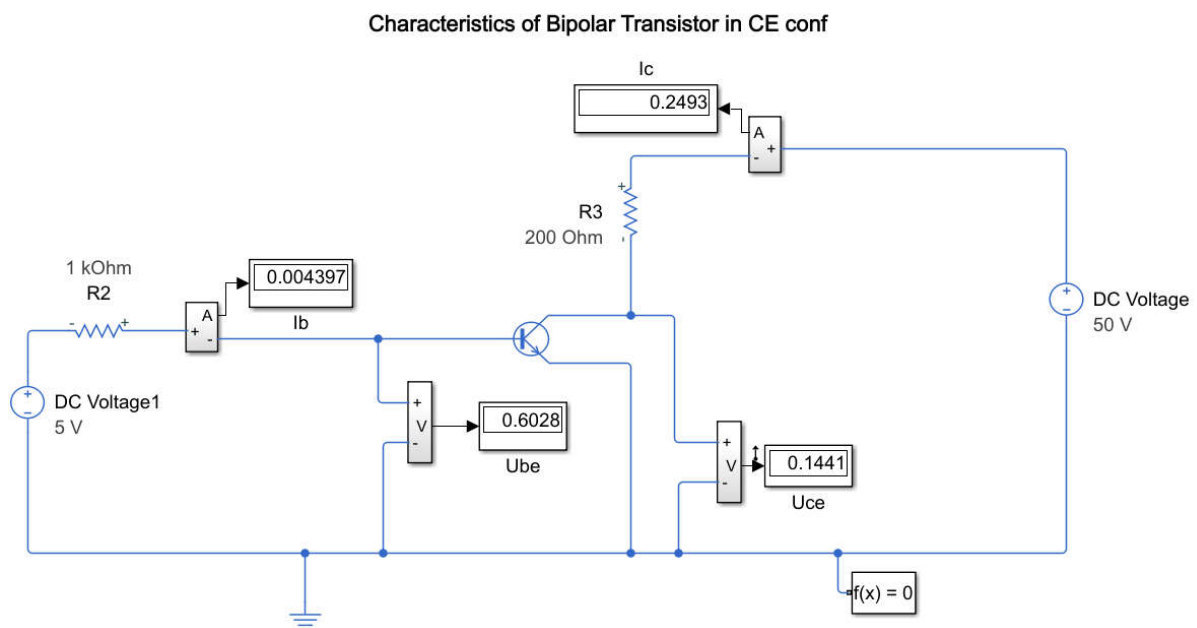 Characteristics of Bipolar Transistor in CE conf
Ic
0.2493
A
+
-
+
R3
200 Ohm
-
1 kOhm
R2
0.004397
Ib
- +
A
+
-
+
-
DC Voltage
50 V
+
-
DC Voltage1
5 V
+
V
-
0.6028
Ube
+
V
-
0.1441
Uce
f(x) = 0